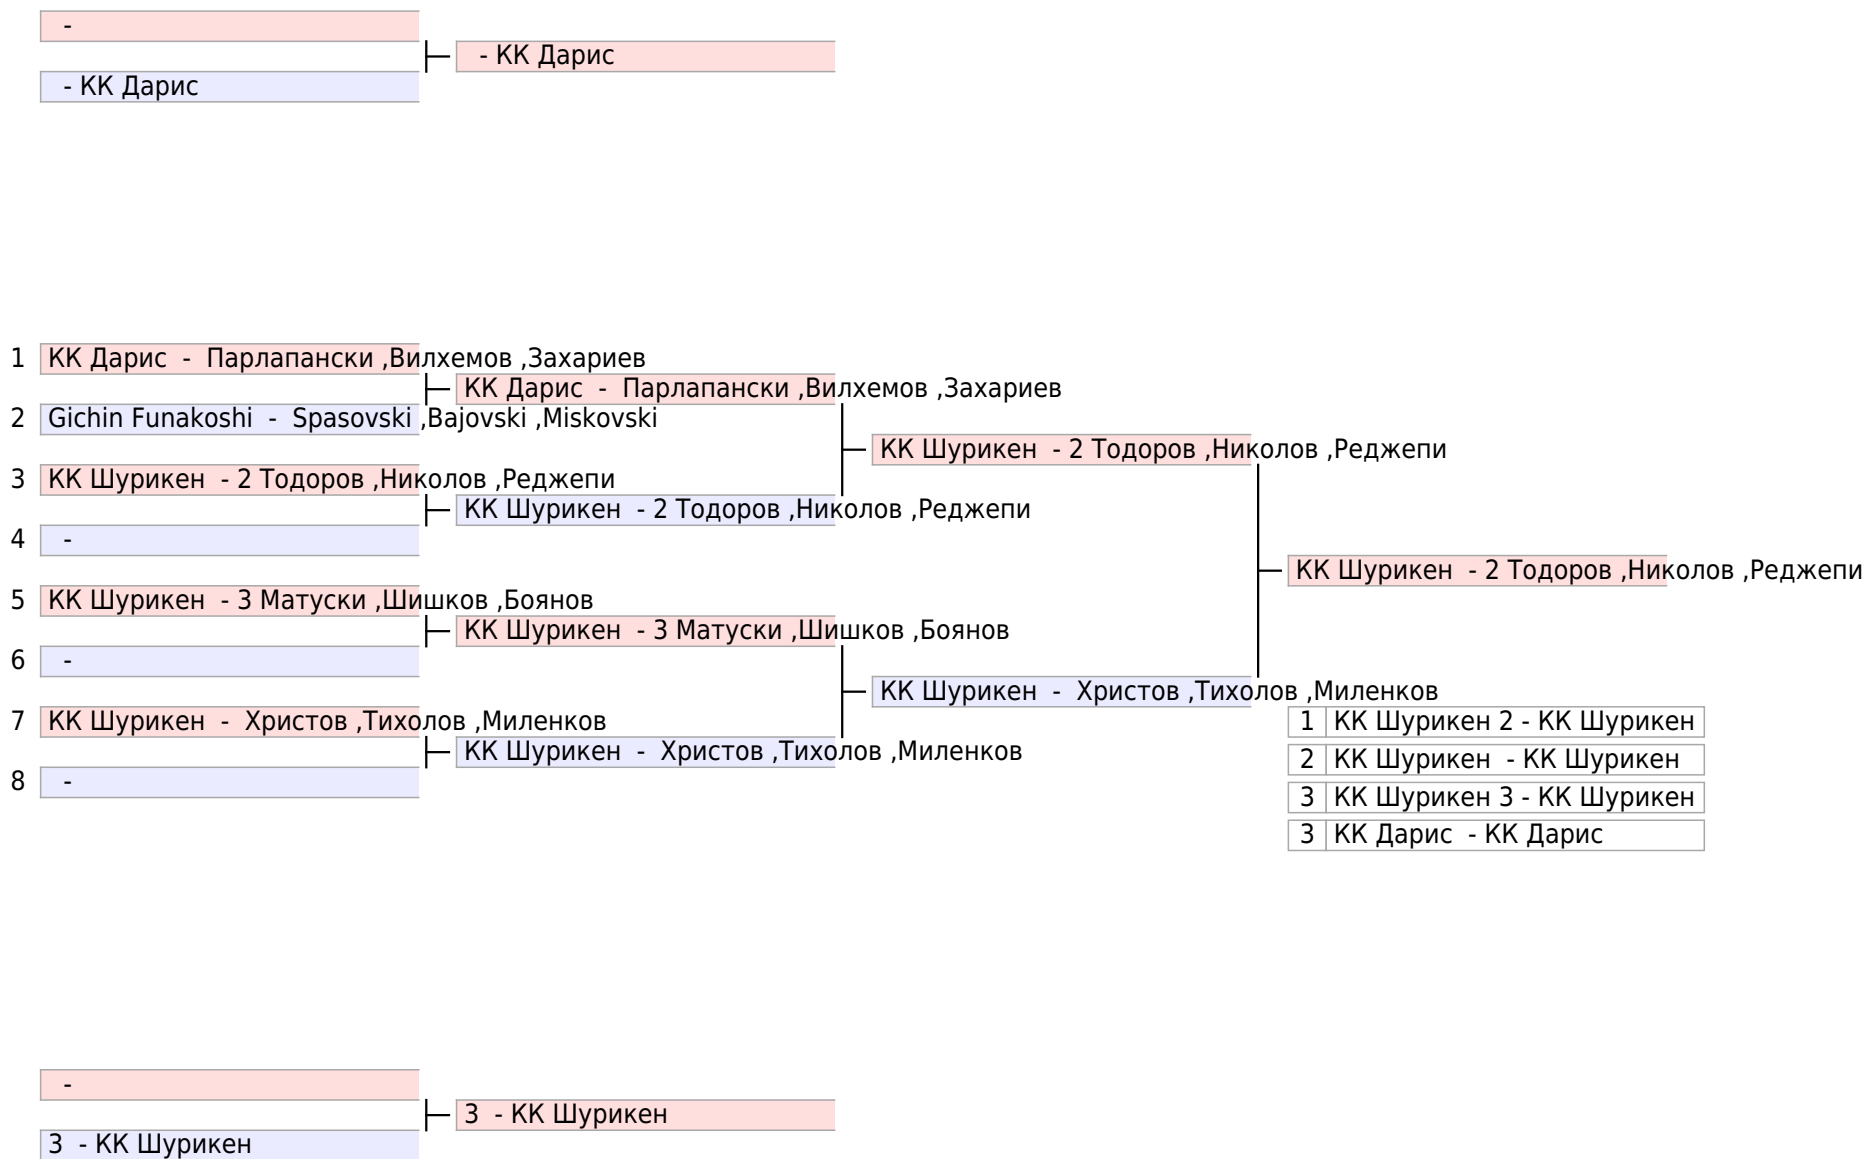 -
- КК Дарис
- КК Дарис
1 КК Дарис - Парлапански ,Вилхемов ,Захариев
КК Дарис - Парлапански ,Вилхемов ,Захариев
2 Gichin Funakoshi - Spasovski ,Bajovski ,Miskovski
КК Шурикен - 2 Тодоров ,Николов ,Реджепи
3 КК Шурикен - 2 Тодоров ,Николов ,Реджепи
КК Шурикен - 2 Тодоров ,Николов ,Реджепи
4 -
КК Шурикен - 2 Тодоров ,Николов ,Реджепи
5 КК Шурикен - 3 Матуски ,Шишков ,Боянов
КК Шурикен - 3 Матуски ,Шишков ,Боянов
6 -
КК Шурикен - Христов ,Тихолов ,Миленков
7 КК Шурикен - Христов ,Тихолов ,Миленков
КК Шурикен - Христов ,Тихолов ,Миленков
8 -
1 КК Шурикен 2 - КК Шурикен
2 КК Шурикен - КК Шурикен
3 КК Шурикен 3 - КК Шурикен
3 КК Дарис - КК Дарис
-
3 - КК Шурикен
3 - КК Шурикен